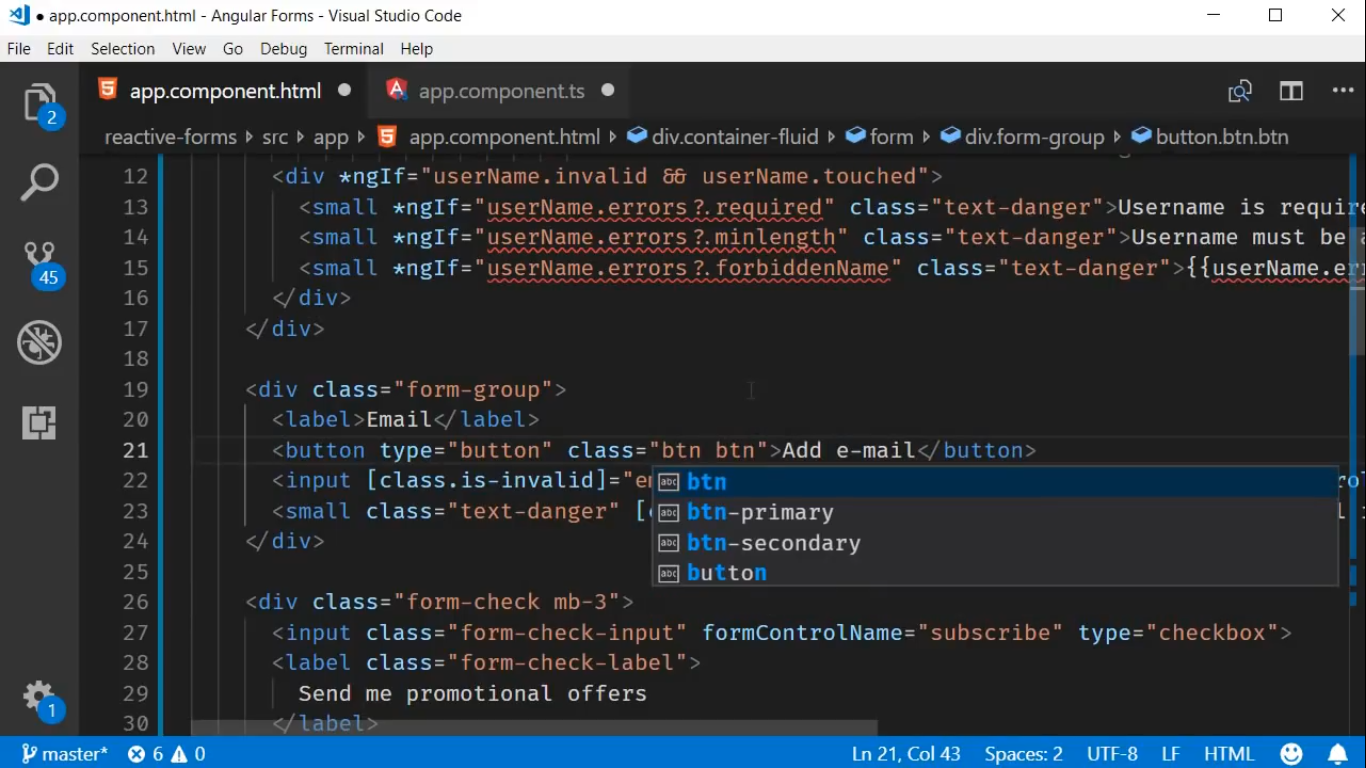 ● app.component.html - Angular Forms - Visual Studio Code
File Edit Selection View Go Debug Terminal Help
app.component.html ● app.component.ts ●
reactive-forms › src › app › app.component.html › div.container-fluid › form › div.form-group › button.btn.btn
12 <div *ngIf="userName.invalid && userName.touched">
13 <small *ngIf="userName.errors?.required" class="text-danger">Username is require
14 <small *ngIf="userName.errors?.minlength" class="text-danger">Username must be a
15 <small *ngIf="userName.errors?.forbiddenName" class="text-danger">{{userName.err
16 </div>
17 </div>
18
19 <div class="form-group">
20 <label>Email</label>
21 <button type="button" class="btn btn">Add e-mail</button>
22 <input [class.is-invalid]="em
23 <small class="text-danger" [
24 </div>
25
26 <div class="form-check mb-3">
27 <input class="form-check-input" formControlName="subscribe" type="checkbox">
28 <label class="form-check-label">
29 Send me promotional offers
30 </label>
btn
btn-primary
btn-secondary
button
2
45
1
master* 6 0 Ln 21, Col 43 Spaces: 2 UTF-8 LF HTML